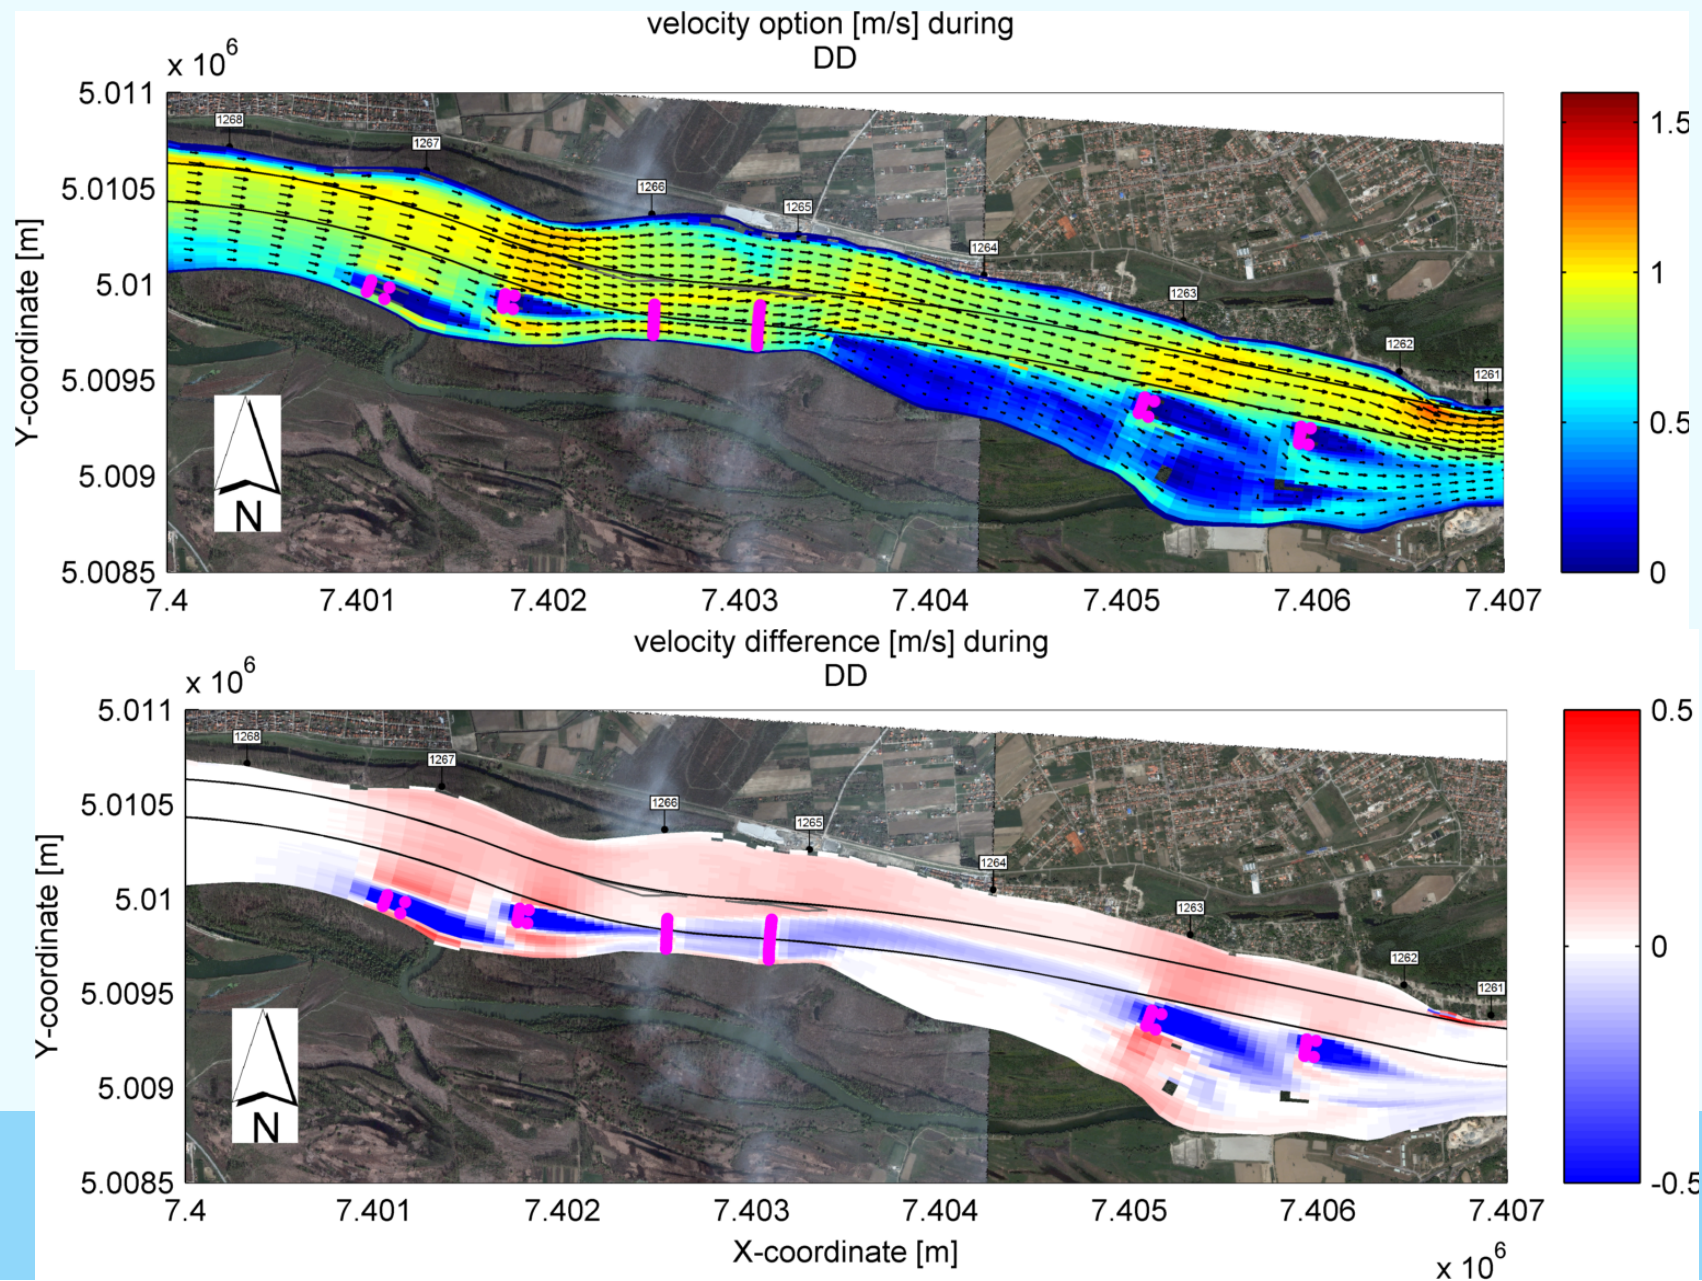 velocity option [m/s] during
DD
x 10^6
5.011
5.0105
5.01
5.0095
5.009
5.0085
Y-coordinate [m]
1268
1267
1266
1265
1264
1263
1262
1261
N
7.4 7.401 7.402 7.403 7.404 7.405 7.406 7.407
1.5
1
0.5
0
velocity difference [m/s] during
DD
x 10^6
5.011
5.0105
5.01
5.0095
5.009
5.0085
Y-coordinate [m]
1268
1267
1266
1265
1264
1263
1262
1261
N
7.4 7.401 7.402 7.403 7.404 7.405 7.406 7.407
X-coordinate [m]
x 10^6
0.5
0
-0.5